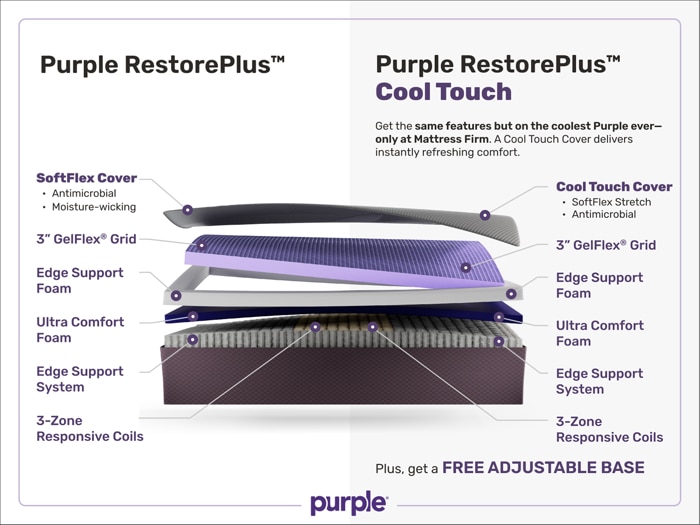 Purple RestorePlus™
SoftFlex Cover
• Antimicrobial
• Moisture-wicking
3” GelFlex® Grid
Edge Support
Foam
Ultra Comfort
Foam
Edge Support
System
3-Zone
Responsive Coils
Purple RestorePlus™
Cool Touch
Get the same features but on the coolest Purple ever—
only at Mattress Firm. A Cool Touch Cover delivers
instantly refreshing comfort.
Cool Touch Cover
• SoftFlex Stretch
• Antimicrobial
3” GelFlex® Grid
Edge Support
Foam
Ultra Comfort
Foam
Edge Support
System
3-Zone
Responsive Coils
Plus, get a FREE ADJUSTABLE BASE
purple®